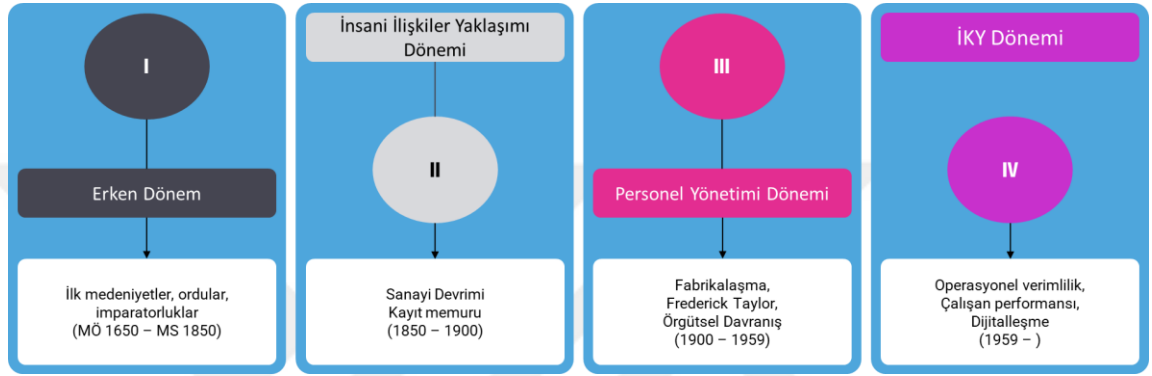 I
Erken Dönem
İlk medeniyetler, ordular,
imparatorluklar
(MÖ 1650 – MS 1850)
İnsani İlişkiler Yaklaşımı
Dönemi
II
Sanayi Devrimi
Kayıt memuru
(1850 – 1900)
III
Personel Yönetimi Dönemi
Fabrikalaşma,
Frederick Taylor,
Örgütsel Davranış
(1900 – 1959)
İKY Dönemi
IV
Operasyonel verimlilik,
Çalışan performansı,
Dijitalleşme
(1959 – )